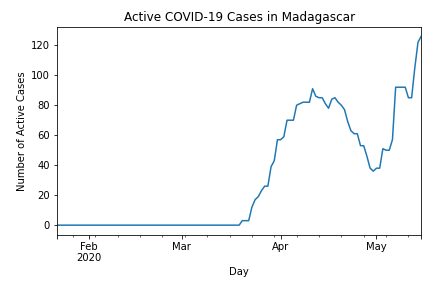 Active COVID-19 Cases in Madagascar
Number of Active Cases
120
100
80
60
40
20
0
Feb
2020
Mar
Apr
May
Day